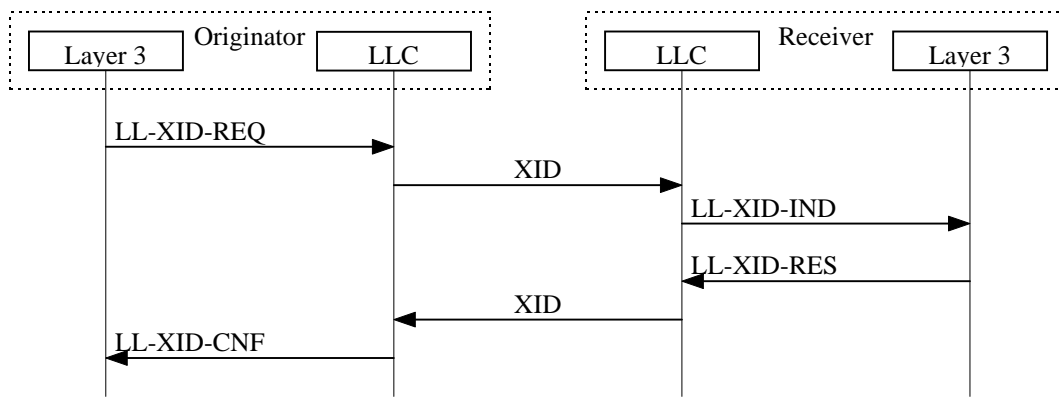 Originator
Receiver
Layer 3
LLC
LLC
Layer 3
LL-XID-REQ
XID
LL-XID-IND
LL-XID-RES
XID
LL-XID-CNF